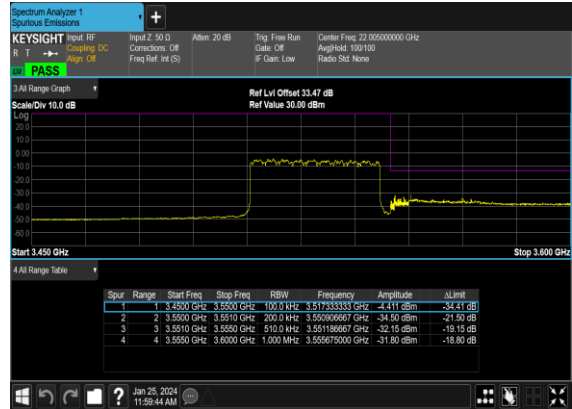 Spectrum Analyzer 1
Spurious Emissions
+
KEYSIGHT Input: RF Input Z: 50 Ω Atten: 20 dB Trig: Free Run Center Freq: 22.005000000 GHz
R T Coupling: DC Corrections: Off Gate: Off Avg|Hold: 100/100
Align: Off Freq Ref: Int (S) IF Gain: Low Radio Std: None
PASS
3 All Range Graph
Ref Lvl Offset 33.47 dB
Scale/Div 10.0 dB Ref Value 30.00 dBm
Log
20.0
10.0
0.00
-10.0
-20.0
-30.0
-40.0
-50.0
-60.0
Start 3.450 GHz Stop 3.600 GHz
4 All Range Table
Spur Range Start Freq Stop Freq RBW Frequency Amplitude ΔLimit
1 1 3.4500 GHz 3.5500 GHz 100.0 kHz 3.517333333 GHz -4.411 dBm -34.41 dB
2 2 3.5500 GHz 3.5510 GHz 200.0 kHz 3.550906667 GHz -34.50 dBm -21.50 dB
3 3 3.5510 GHz 3.5550 GHz 510.0 kHz 3.551186667 GHz -32.15 dBm -19.15 dB
4 4 3.5550 GHz 3.6000 GHz 1.000 MHz 3.555675000 GHz -31.80 dBm -18.80 dB
? Jan 25, 2024
11:59:44 AM